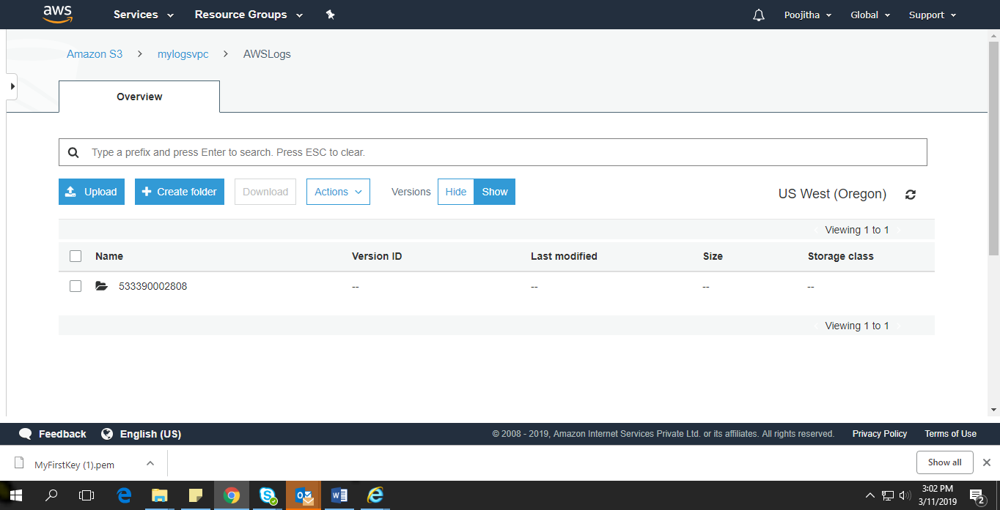 aws Services Resource Groups Poojitha Global Support
Amazon S3 > mylogsvpc > AWSLogs
Overview
Type a prefix and press Enter to search. Press ESC to clear.
Upload + Create folder Download Actions Versions Hide Show US West (Oregon)
Viewing 1 to 1
Name Version ID Last modified Size Storage class
533390002808 -- -- -- --
Viewing 1 to 1
Feedback English (US) © 2008 - 2019, Amazon Internet Services Private Ltd. or its affiliates. All rights reserved. Privacy Policy Terms of Use
MyFirstKey (1).pem Show all
3:02 PM
3/11/2019 2